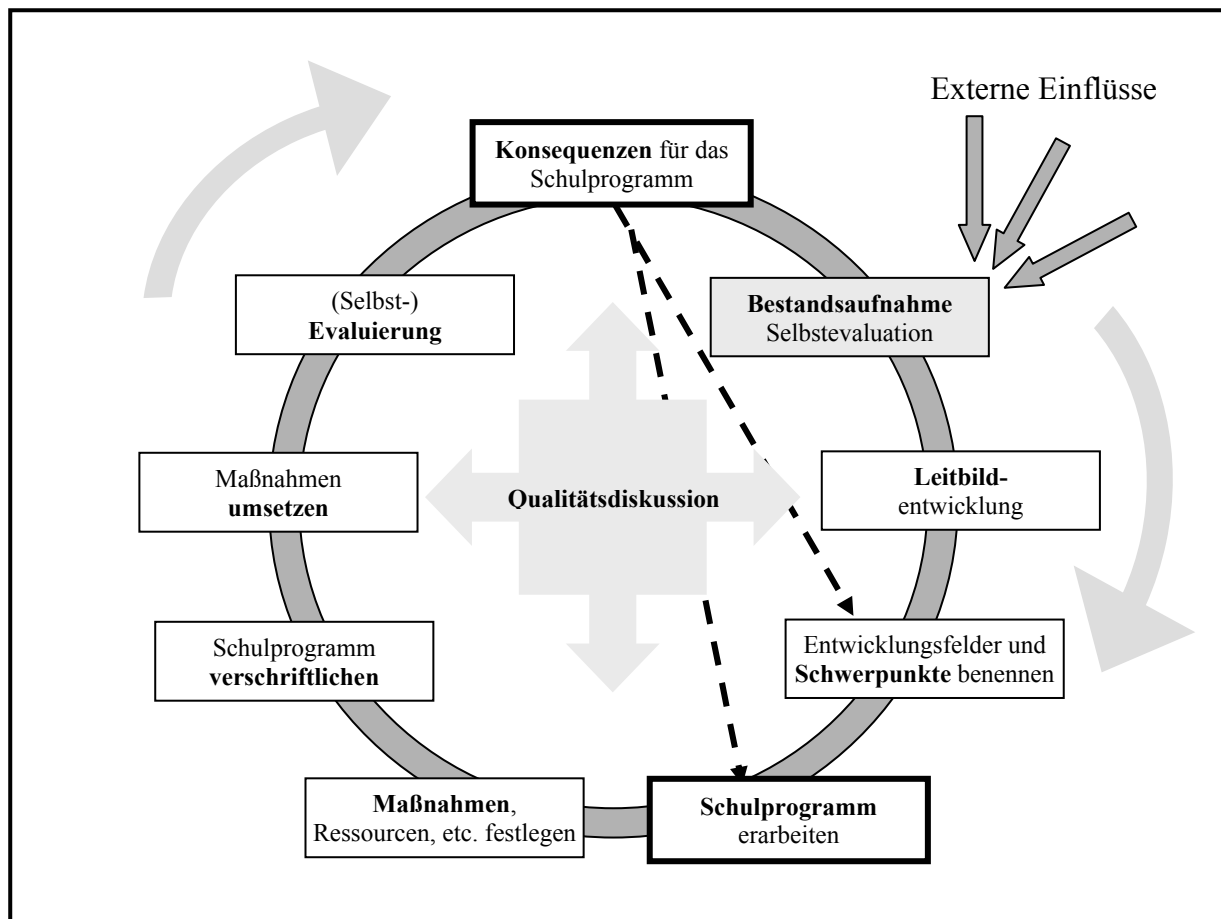 Externe Einflüsse
Konsequenzen für das
Schulprogramm
Bestandsaufnahme
Selbstevaluation
Leitbild-
entwicklung
Entwicklungsfelder und
Schwerpunkte benennen
Schulprogramm
erarbeiten
Maßnahmen,
Ressourcen, etc. festlegen
Schulprogramm
verschriftlichen
Maßnahmen
umsetzen
(Selbst-)
Evaluierung
Qualitätsdiskussion